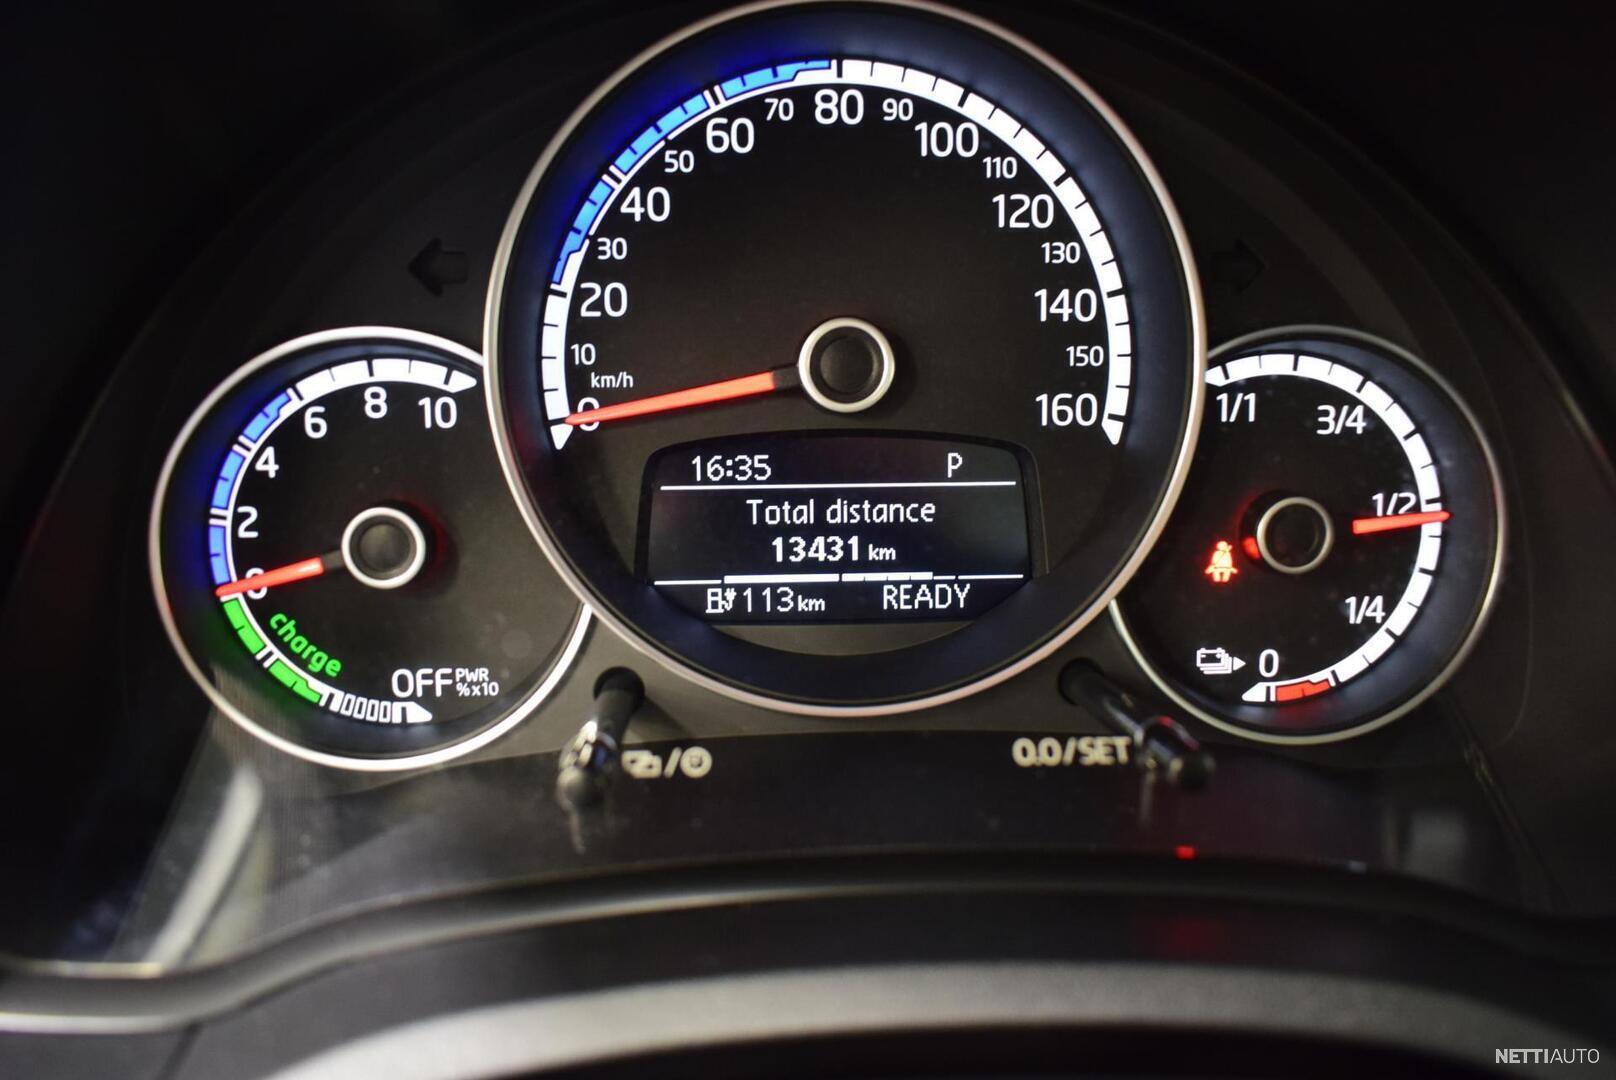 0 10 20 30 40 50 60 70 80 90 100 110 120 130 140 150 160
km/h
0 2 4 6 8 10
charge
OFF PWR
%x10
1/1 3/4 1/2 1/4 0
16:35 P
Total distance
13431 km
113 km READY
0.0/SET
NETTIAUTO